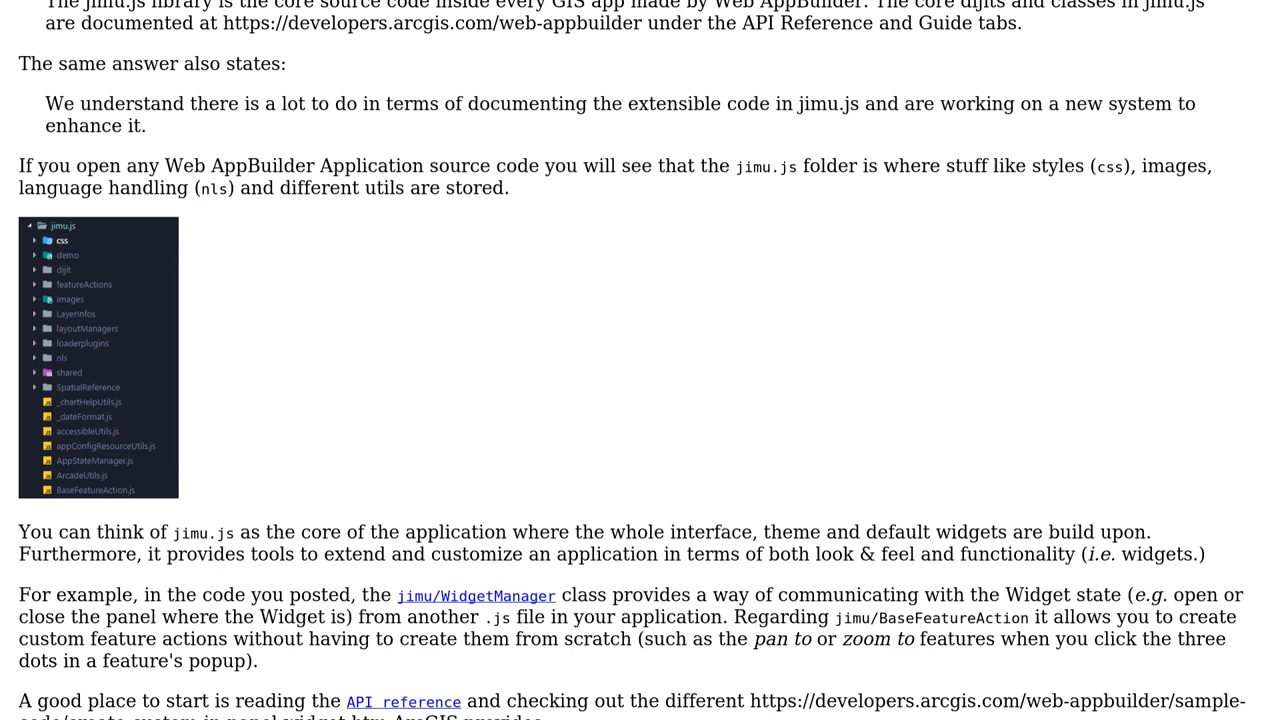 The jimu.js library is the core source code inside every GIS app made by Web AppBuilder. The core dijits and classes in jimu.js
are documented at https://developers.arcgis.com/web-appbuilder under the API Reference and Guide tabs.
The same answer also states:
We understand there is a lot to do in terms of documenting the extensible code in jimu.js and are working on a new system to
enhance it.
If you open any Web AppBuilder Application source code you will see that the jimu.js folder is where stuff like styles (css), images,
language handling (nls) and different utils are stored.
jimu.js
css
demo
dijit
featureActions
images
LayerInfos
layoutManagers
loaderplugins
nls
shared
SpatialReference
_chartHelpUtils.js
_dateFormat.js
accessibleUtils.js
appConfigResourceUtils.js
AppStateManager.js
ArcadeUtils.js
BaseFeatureAction.js
You can think of jimu.js as the core of the application where the whole interface, theme and default widgets are build upon.
Furthermore, it provides tools to extend and customize an application in terms of both look & feel and functionality (i.e. widgets.)
For example, in the code you posted, the jimu/WidgetManager class provides a way of communicating with the Widget state (e.g. open or
close the panel where the Widget is) from another .js file in your application. Regarding jimu/BaseFeatureAction it allows you to create
custom feature actions without having to create them from scratch (such as the pan to or zoom to features when you click the three
dots in a feature's popup).
A good place to start is reading the API reference and checking out the different https://developers.arcgis.com/web-appbuilder/sample-
code/create-custom-in-panel-widget.htm ArcGIS provides.